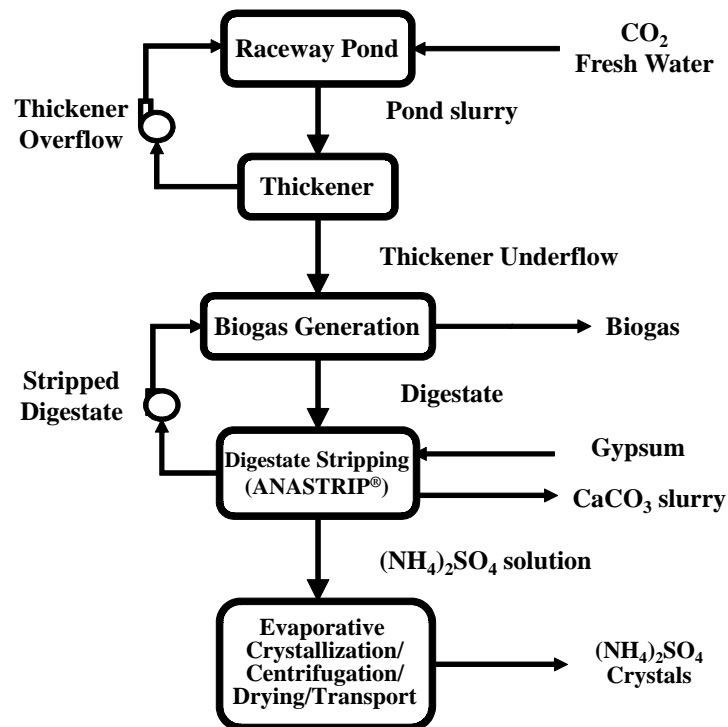 Raceway Pond
CO₂
Fresh Water
Thickener
Overflow
Pond slurry
Thickener
Thickener Underflow
Biogas Generation
Biogas
Stripped
Digestate
Digestate
Digestate Stripping
(ANASTRIP®)
Gypsum
CaCO₃ slurry
(NH₄)₂SO₄ solution
Evaporative
Crystallization/
Centrifugation/
Drying/Transport
(NH₄)₂SO₄
Crystals